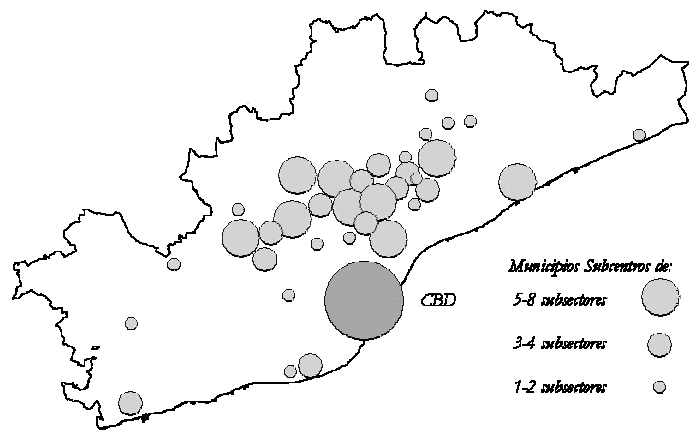 Municipios Subcentros de:
CBD
5-8 subsectores
3-4 subsectores
1-2 subsectores